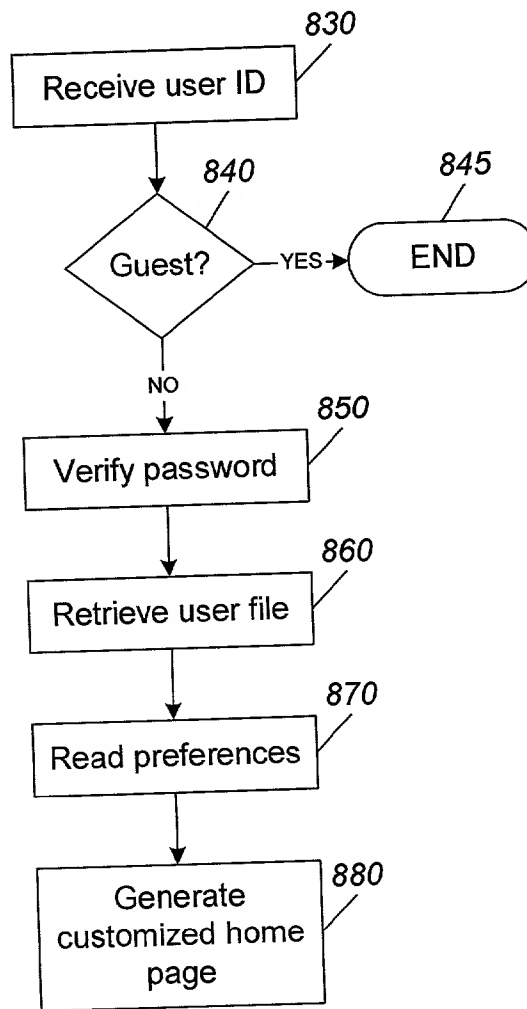 830
Receive user ID
840
Guest?
YES
845
END
NO
850
Verify password
860
Retrieve user file
870
Read preferences
880
Generate
customized home
page